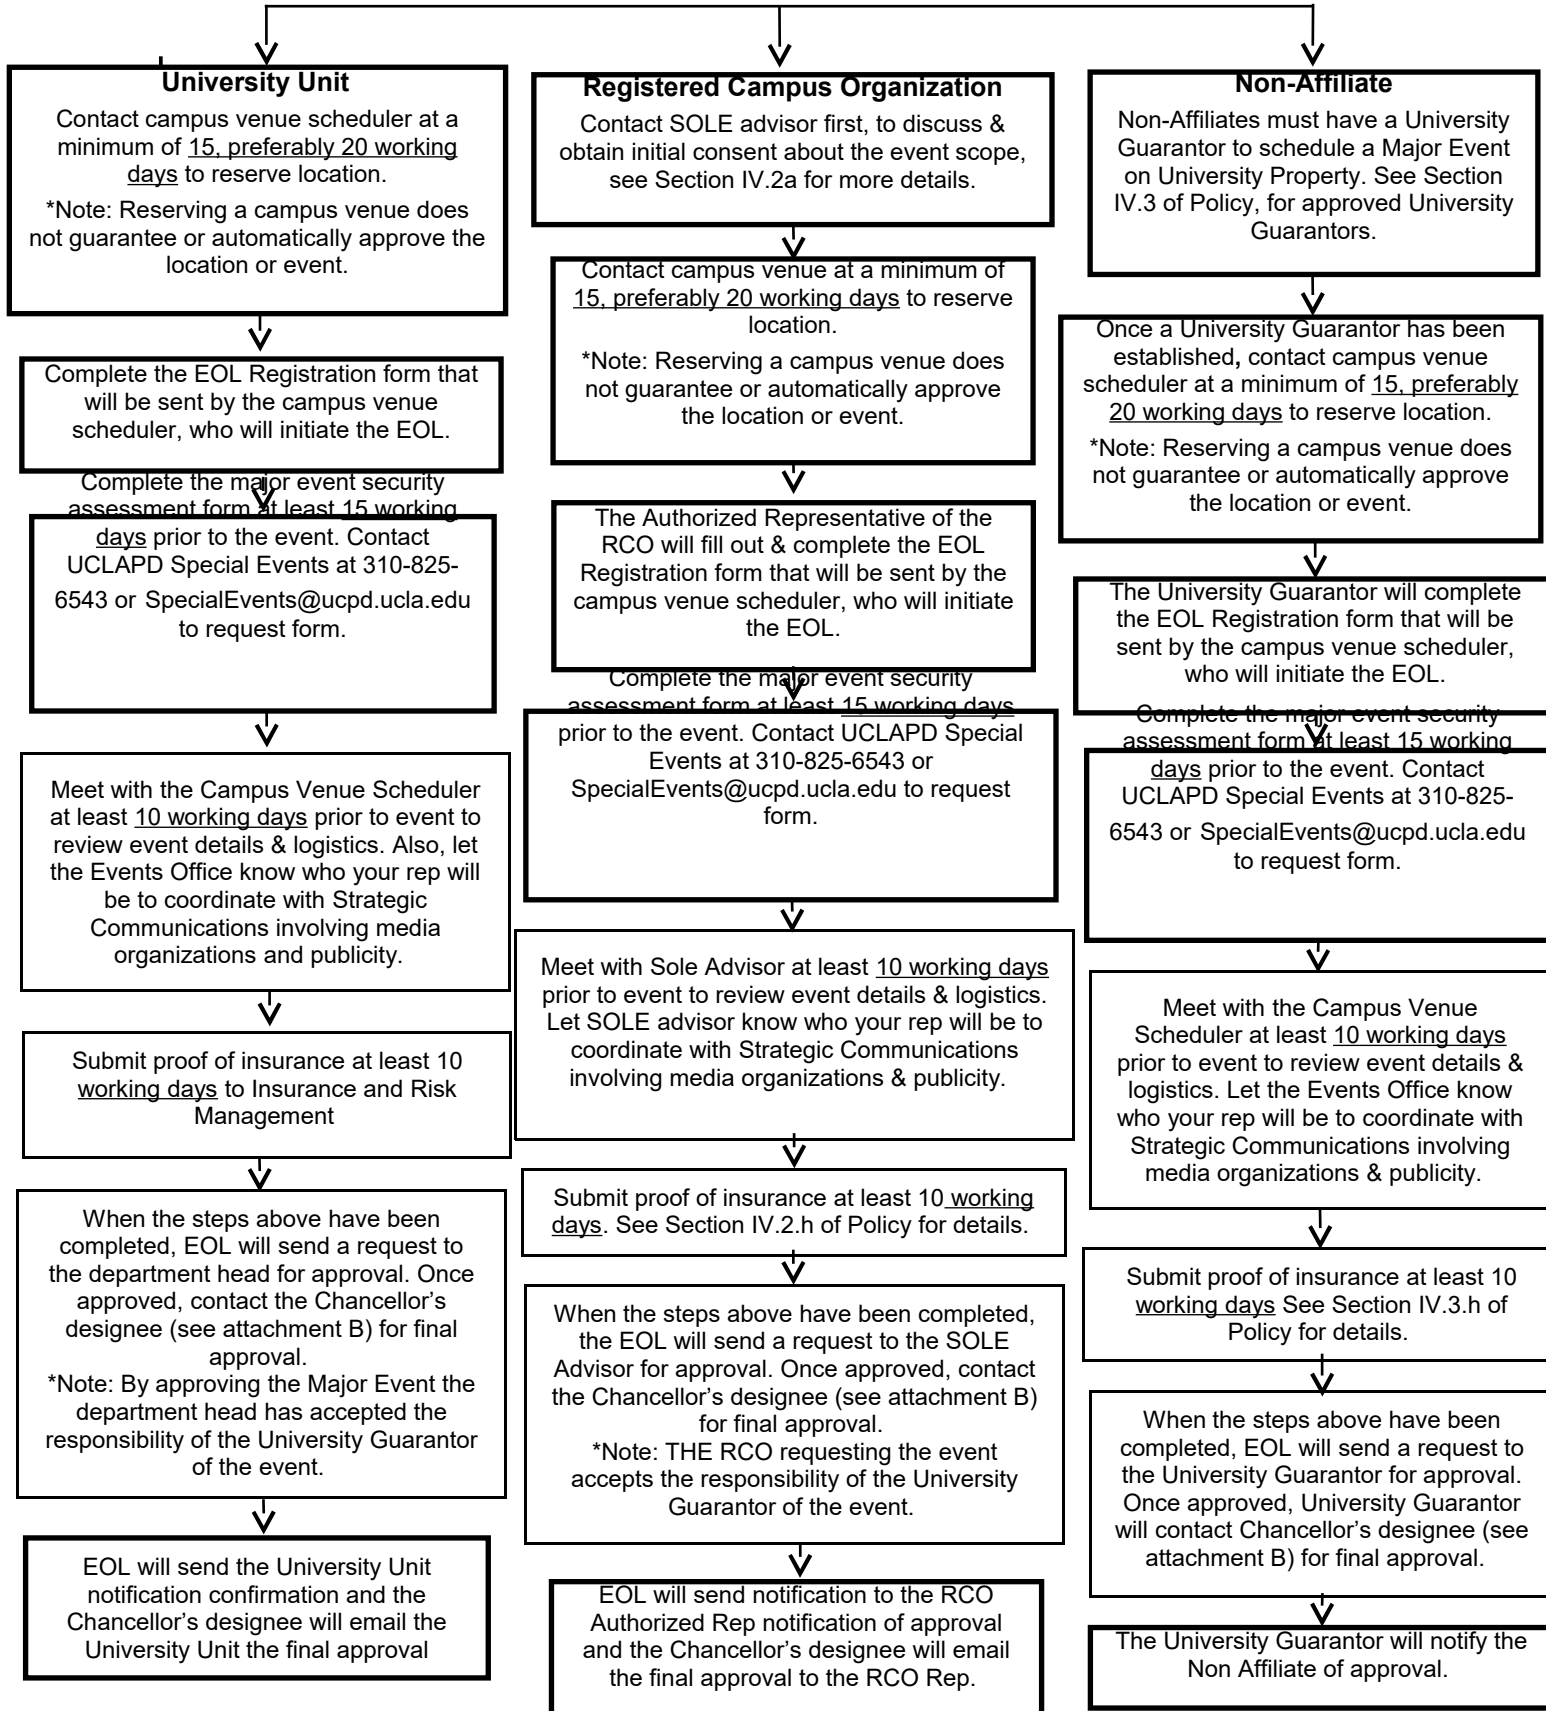 University Unit
Contact campus venue scheduler at a
minimum of 15, preferably 20 working
days to reserve location.
*Note: Reserving a campus venue does
not guarantee or automatically approve the
location or event.
Complete the EOL Registration form that
will be sent by the campus venue
scheduler, who will initiate the EOL.
Complete the major event security
assessment form at least 15 working
days prior to the event. Contact
UCLAPD Special Events at 310-825-
6543 or SpecialEvents@ucpd.ucla.edu
to request form.
Meet with the Campus Venue Scheduler
at least 10 working days prior to event to
review event details & logistics. Also, let
the Events Office know who your rep will
be to coordinate with Strategic
Communications involving media
organizations and publicity.
Submit proof of insurance at least 10
working days to Insurance and Risk
Management
When the steps above have been
completed, EOL will send a request to
the department head for approval. Once
approved, contact the Chancellor's
designee (see attachment B) for final
approval.
*Note: By approving the Major Event the
department head has accepted the
responsibility of the University Guarantor
of the event.
EOL will send the University Unit
notification confirmation and the
Chancellor's designee will email the
University Unit the final approval
Registered Campus Organization
Contact SOLE advisor first, to discuss &
obtain initial consent about the event scope,
see Section IV.2a for more details.
Contact campus venue at a minimum of
15, preferably 20 working days to reserve
location.
*Note: Reserving a campus venue does
not guarantee or automatically approve
the location or event.
The Authorized Representative of the
RCO will fill out & complete the EOL
Registration form that will be sent by the
campus venue scheduler, who will initiate
the EOL.
Complete the major event security
assessment form at least 15 working days
prior to the event. Contact UCLAPD Special
Events at 310-825-6543 or
SpecialEvents@ucpd.ucla.edu to request
form.
Meet with Sole Advisor at least 10 working days
prior to event to review event details & logistics.
Let SOLE advisor know who your rep will be to
coordinate with Strategic Communications
involving media organizations & publicity.
Submit proof of insurance at least 10 working
days. See Section IV.2.h of Policy for details.
When the steps above have been completed,
the EOL will send a request to the SOLE
Advisor for approval. Once approved, contact
the Chancellor's designee (see attachment B)
for final approval.
*Note: THE RCO requesting the event
accepts the responsibility of the University
Guarantor of the event.
EOL will send notification to the RCO
Authorized Rep notification of approval
and the Chancellor's designee will email
the final approval to the RCO Rep.
Non-Affiliate
Non-Affiliates must have a University
Guarantor to schedule a Major Event
on University Property. See Section
IV.3 of Policy, for approved University
Guarantors.
Once a University Guarantor has been
established, contact campus venue
scheduler at a minimum of 15, preferably
20 working days to reserve location.
*Note: Reserving a campus venue does
not guarantee or automatically approve
the location or event.
The University Guarantor will complete
the EOL Registration form that will be
sent by the campus venue scheduler,
who will initiate the EOL.
Complete the major event security
assessment form at least 15 working
days prior to the event. Contact
UCLAPD Special Events at 310-825-
6543 or SpecialEvents@ucpd.ucla.edu
to request form.
Meet with the Campus Venue
Scheduler at least 10 working days
prior to event to review event details &
logistics. Let the Events Office know
who your rep will be to coordinate with
Strategic Communications involving
media organizations & publicity.
Submit proof of insurance at least 10
working days See Section IV.3.h of
Policy for details.
When the steps above have been
completed, EOL will send a request to
the University Guarantor for approval.
Once approved, University Guarantor
will contact Chancellor's designee (see
attachment B) for final approval.
The University Guarantor will notify the
Non Affiliate of approval.